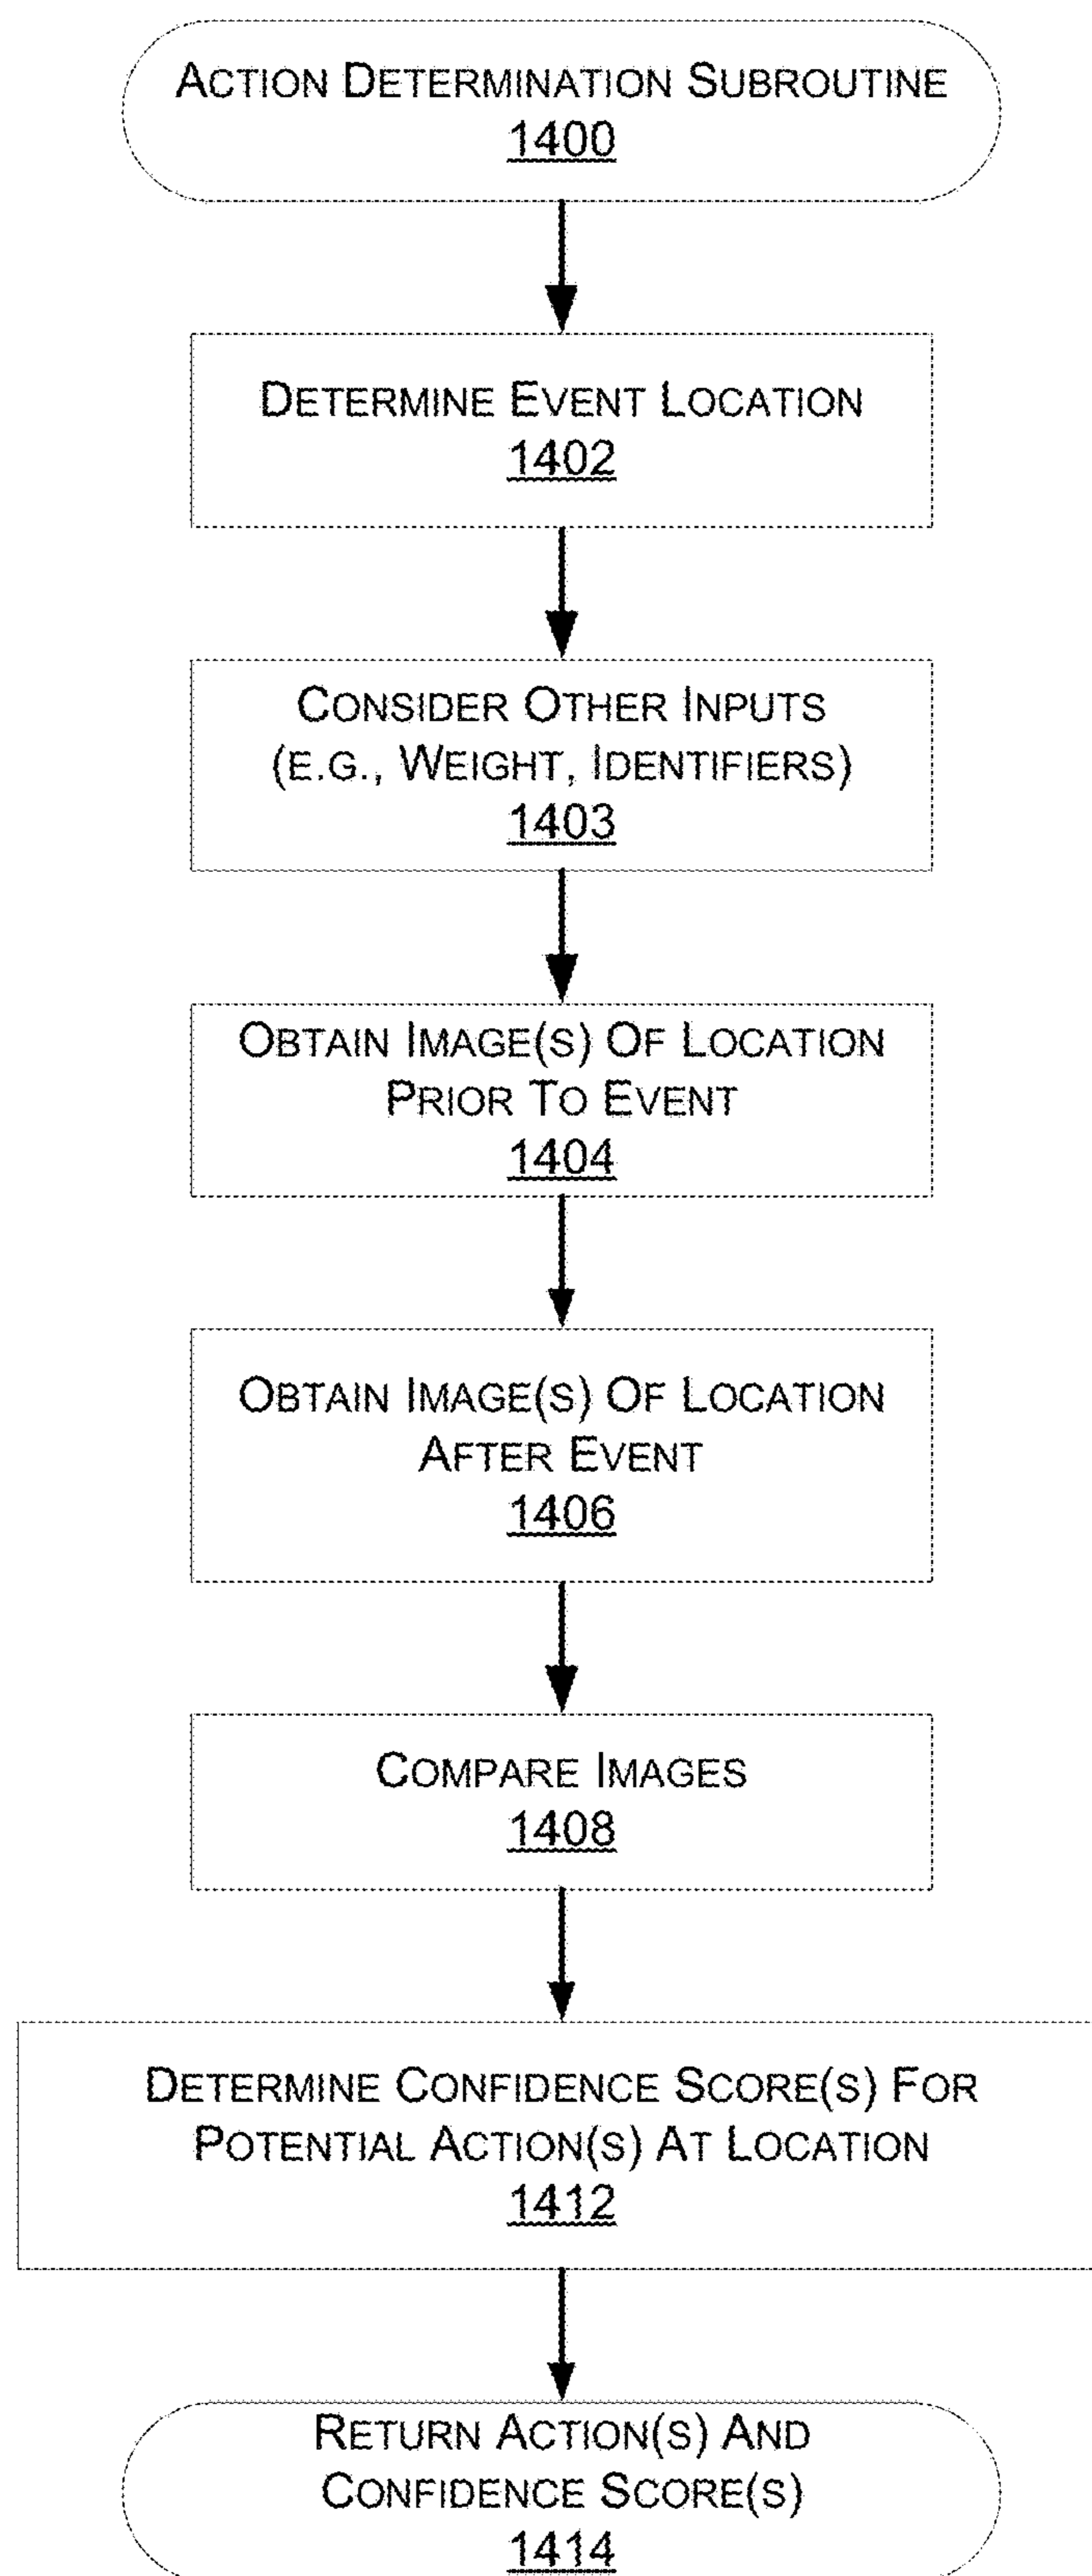 ACTION DETERMINATION SUBROUTINE
1400
DETERMINE EVENT LOCATION
1402
CONSIDER OTHER INPUTS
(E.G., WEIGHT, IDENTIFIERS)
1403
OBTAIN IMAGE(S) OF LOCATION
PRIOR TO EVENT
1404
OBTAIN IMAGE(S) OF LOCATION
AFTER EVENT
1406
COMPARE IMAGES
1408
DETERMINE CONFIDENCE SCORE(S) FOR
POTENTIAL ACTION(S) AT LOCATION
1412
RETURN ACTION(S) AND
CONFIDENCE SCORE(S)
1414